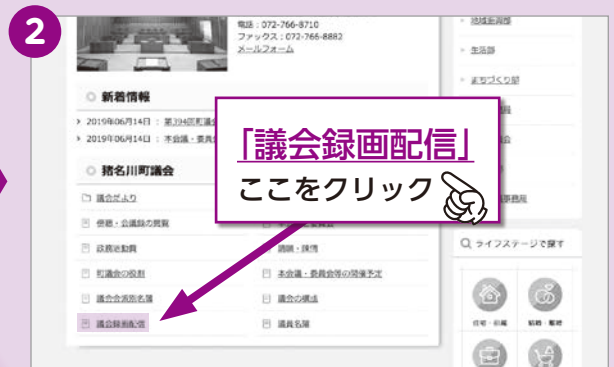 2
電話：072-766-8710
ファックス：072-766-8882
メールフォーム
新着情報
2019年06月14日 ： 第394回町議会
2019年06月14日 ： 本会議・委員会
猪名川町議会
議会だより
会議録の閲覧
政務活動費
請願・陳情
町議会の役割
本会議・委員会等の開催予定
議会会派別名簿
議会の構成
議会録画配信
議員名簿
「議会録画配信」
ここをクリック
地域振興部
生活部
まちづくり部
ライフステージで探す